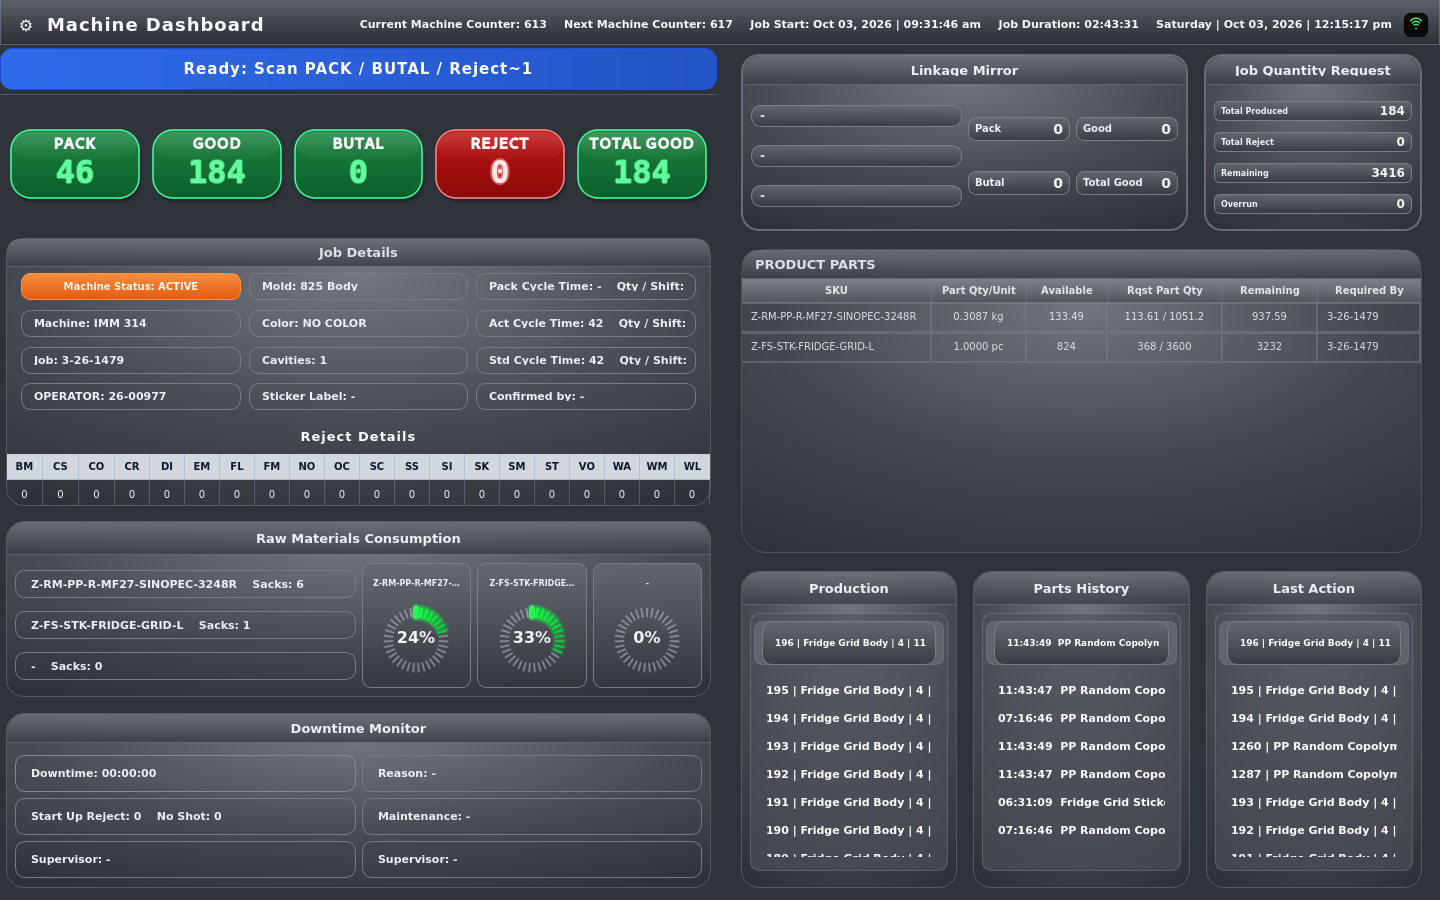 Machine Dashboard
Current Machine Counter: 613 Next Machine Counter: 617 Job Start: Oct 03, 2026 | 09:31:46 am Job Duration: 02:43:31 Saturday | Oct 03, 2026 | 12:15:17 pm
Ready: Scan PACK / BUTAL / Reject~1
PACK
46
GOOD
184
BUTAL
0
REJECT
0
TOTAL GOOD
184
Job Details
Machine Status: ACTIVE
Mold: 825 Body
Pack Cycle Time: - Qty / Shift:
Machine: IMM 314
Color: NO COLOR
Act Cycle Time: 42 Qty / Shift:
Job: 3-26-1479
Cavities: 1
Std Cycle Time: 42 Qty / Shift:
OPERATOR: 26-00977
Sticker Label: -
Confirmed by: -
Reject Details
BM CS CO CR DI EM FL FM NO OC SC SS SI SK SM ST VO WA WM WL
0 0 0 0 0 0 0 0 0 0 0 0 0 0 0 0 0 0 0 0
Raw Materials Consumption
Z-RM-PP-R-MF27-SINOPEC-3248R Sacks: 6
Z-FS-STK-FRIDGE-GRID-L Sacks: 1
- Sacks: 0
Z-RM-PP-R-MF27-...
24%
Z-FS-STK-FRIDGE...
33%
-
0%
Downtime Monitor
Downtime: 00:00:00
Reason: -
Start Up Reject: 0 No Shot: 0
Maintenance: -
Supervisor: -
Supervisor: -
Linkage Mirror
-
-
-
Pack 0
Good 0
Butal 0
Total Good 0
Job Quantity Request
Total Produced 184
Total Reject 0
Remaining 3416
Overrun 0
PRODUCT PARTS
SKU Part Qty/Unit Available Rqst Part Qty Remaining Required By
Z-RM-PP-R-MF27-SINOPEC-3248R 0.3087 kg 133.49 113.61 / 1051.2 937.59 3-26-1479
Z-FS-STK-FRIDGE-GRID-L 1.0000 pc 824 368 / 3600 3232 3-26-1479
Production
196 | Fridge Grid Body | 4 | 11
195 | Fridge Grid Body | 4 |
194 | Fridge Grid Body | 4 |
193 | Fridge Grid Body | 4 |
192 | Fridge Grid Body | 4 |
191 | Fridge Grid Body | 4 |
190 | Fridge Grid Body | 4 |
189 | Fridge Grid Body | 4 |
Parts History
11:43:49 PP Random Copolyn
11:43:47 PP Random Copo
07:16:46 PP Random Copo
11:43:49 PP Random Copo
11:43:47 PP Random Copo
06:31:09 Fridge Grid Stick
07:16:46 PP Random Copo
Last Action
196 | Fridge Grid Body | 4 | 11
195 | Fridge Grid Body | 4 |
194 | Fridge Grid Body | 4 |
1260 | PP Random Copolym
1287 | PP Random Copolym
193 | Fridge Grid Body | 4 |
192 | Fridge Grid Body | 4 |
191 | Fridge Grid Body | 4 |